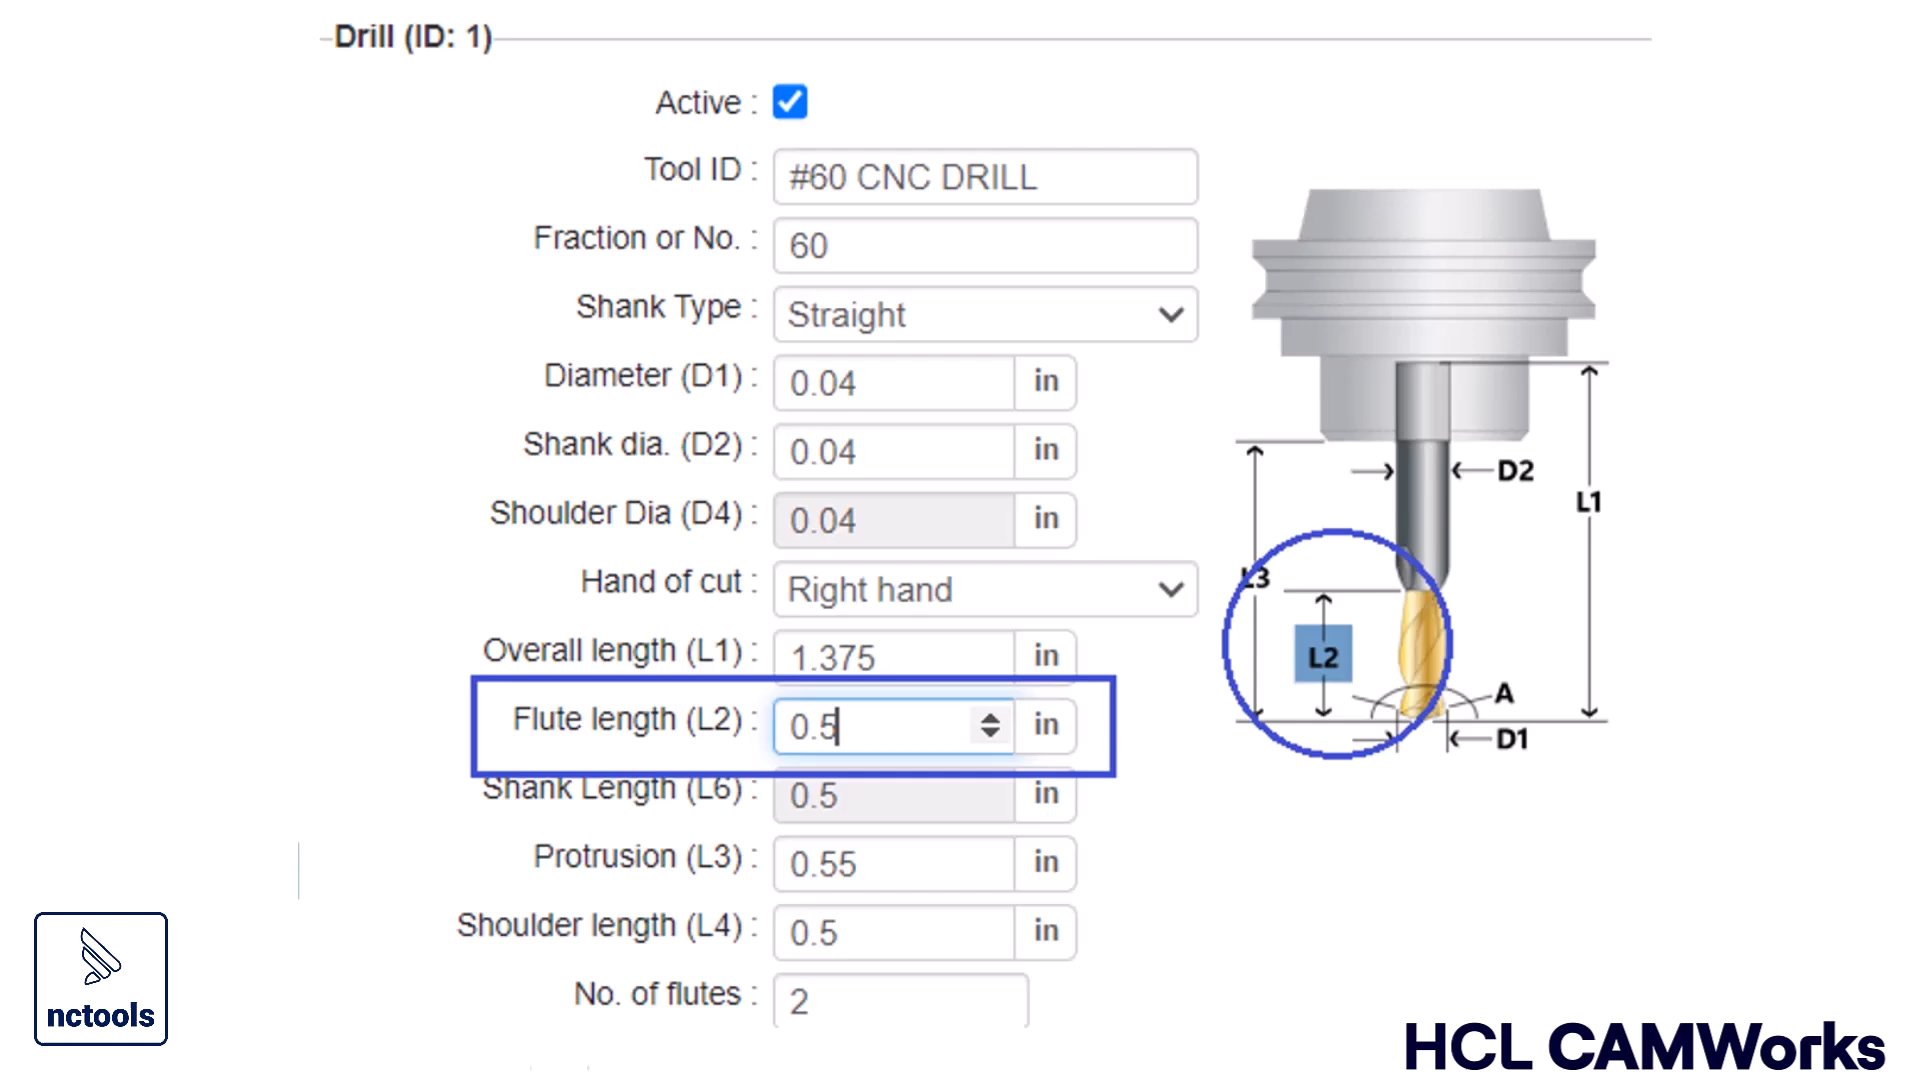 Drill (ID: 1)
Active :
Tool ID : #60 CNC DRILL
Fraction or No. : 60
Shank Type : Straight
Diameter (D1) : 0.04 in
Shank dia. (D2) : 0.04 in
Shoulder Dia (D4) : 0.04 in
Hand of cut : Right hand
Overall length (L1) : 1.375 in
Flute length (L2) : 0.5 in
Shank Length (L6) : 0.5 in
Protrusion (L3) : 0.55 in
Shoulder length (L4) : 0.5 in
No. of flutes : 2
D2
L1
L3
L2
A
D1
nctools
HCL CAMWorks